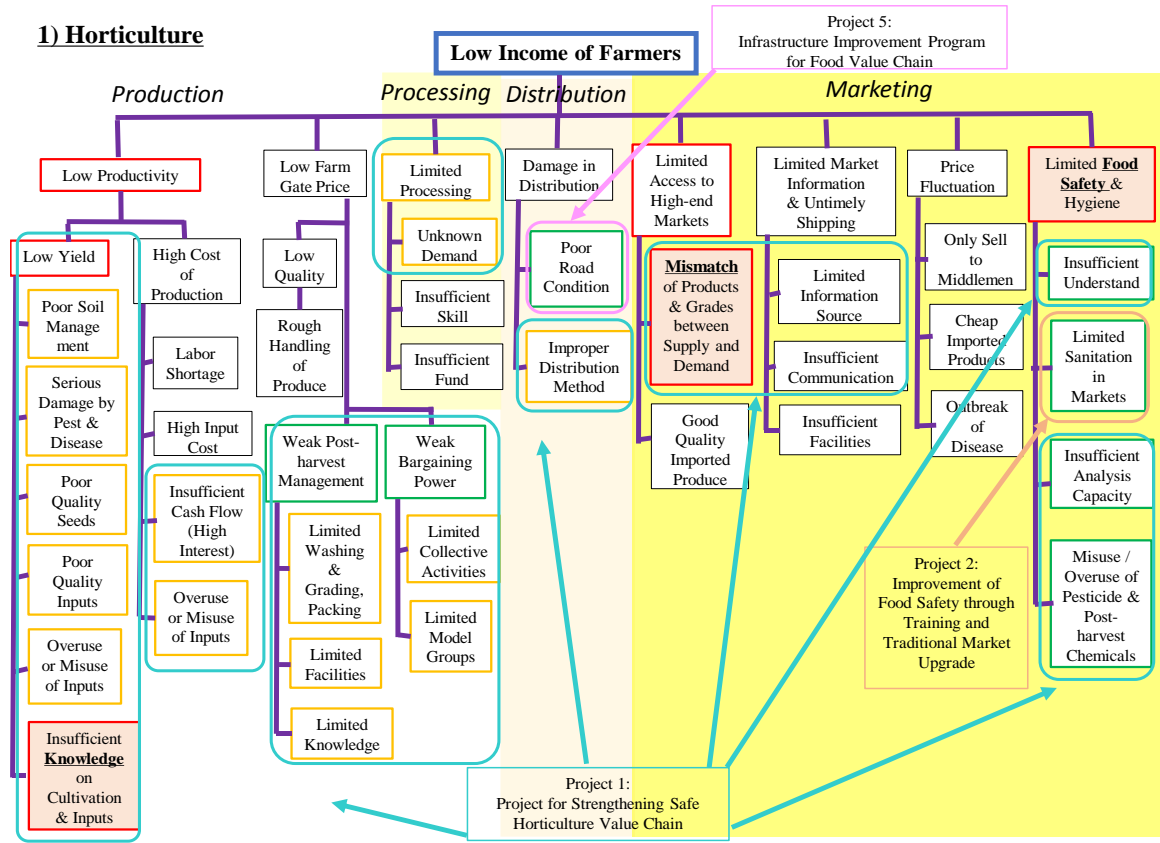 1) Horticulture
Project 5:
Infrastructure Improvement Program
for Food Value Chain
Low Income of Farmers
Production
Processing
Distribution
Marketing
Low Productivity
Low Farm
Gate Price
Limited
Processing
Damage in
Distribution
Limited
Access to
High-end
Markets
Limited Market
Information
& Untimely
Shipping
Price
Fluctuation
Limited Food
Safety &
Hygiene
Low Yield
High Cost
of
Production
Low
Quality
Unknown
Demand
Poor
Road
Condition
Mismatch
of Products
& Grades
between
Supply and
Demand
Limited
Information
Source
Only Sell
to
Middlemen
Insufficient
Understand
Poor Soil
Manage
ment
Labor
Shortage
Rough
Handling
of
Produce
Insufficient
Skill
Improper
Distribution
Method
Insufficient
Communication
Cheap
Imported
Products
Limited
Sanitation
in
Markets
Serious
Damage by
Pest &
Disease
High Input
Cost
Insufficient
Fund
Good
Quality
Imported
Produce
Insufficient
Facilities
Outbreak
of
Disease
Insufficient
Analysis
Capacity
Poor
Quality
Seeds
Insufficient
Cash Flow
(High
Interest)
Weak Post-
harvest
Management
Weak
Bargaining
Power
Poor
Quality
Inputs
Overuse
or Misuse
of Inputs
Limited
Washing
&
Grading,
Packing
Limited
Collective
Activities
Project 2:
Improvement of
Food Safety through
Training and
Traditional Market
Upgrade
Misuse /
Overuse of
Pesticide &
Post-
harvest
Chemicals
Overuse
or Misuse
of Inputs
Limited
Facilities
Limited
Model
Groups
Insufficient
Knowledge
on
Cultivation
& Inputs
Limited
Knowledge
Project 1:
Project for Strengthening Safe
Horticulture Value Chain